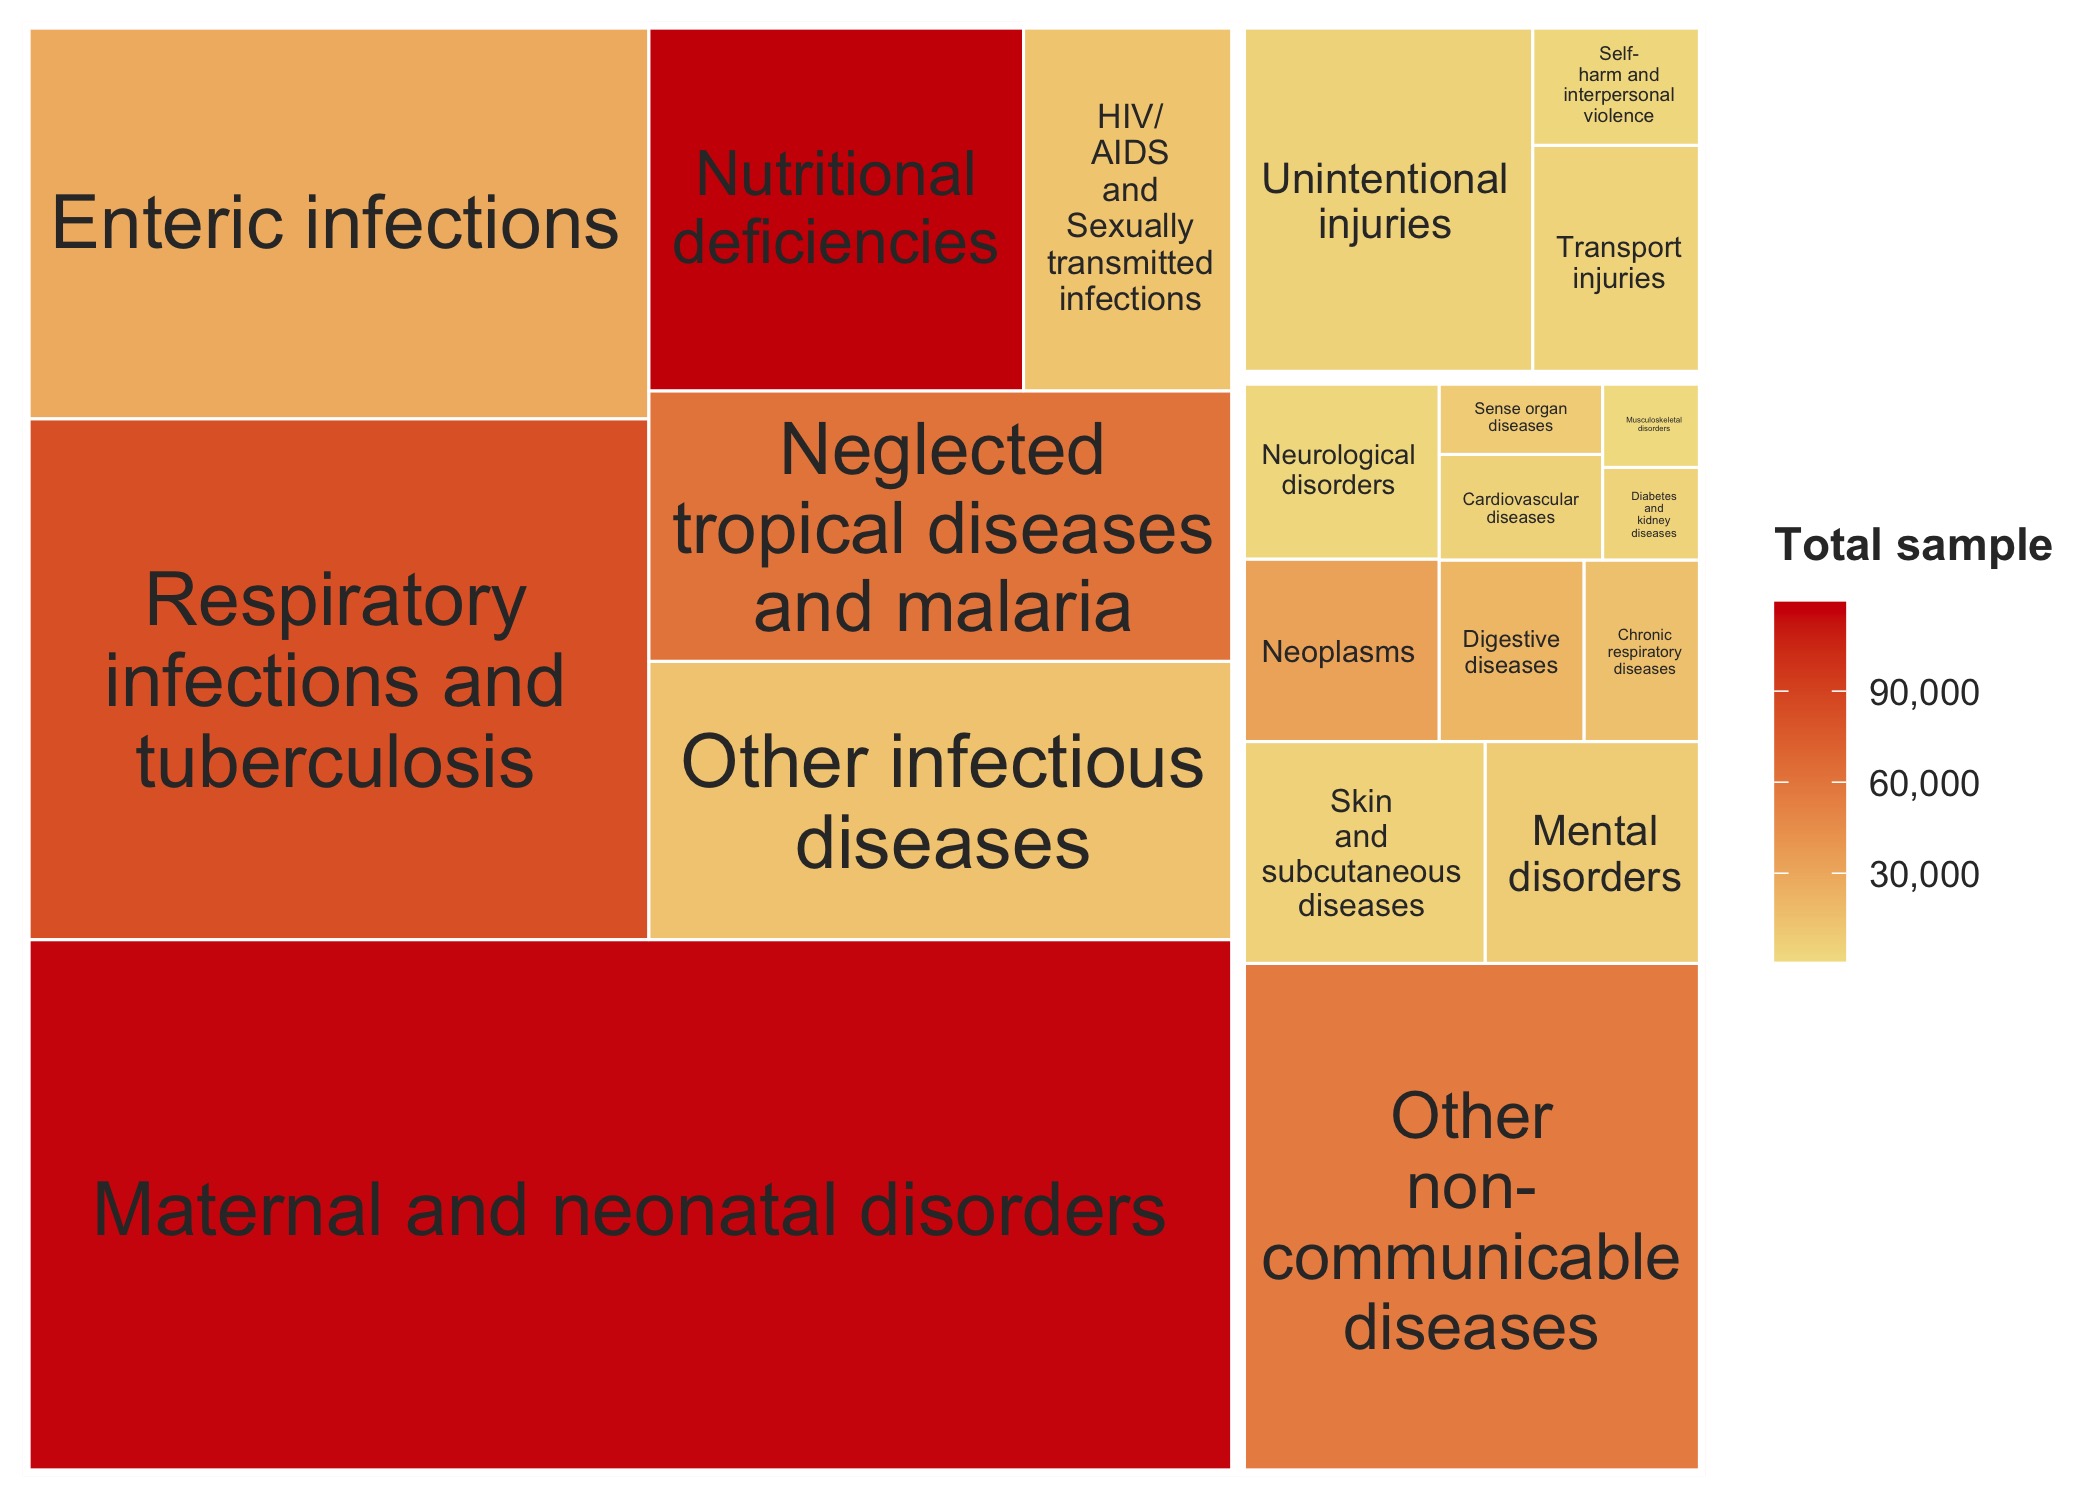 Enteric infections
Nutritional
deficiencies
HIV/
AIDS
and
Sexually
transmitted
infections
Respiratory
infections and
tuberculosis
Neglected
tropical diseases
and malaria
Other infectious
diseases
Maternal and neonatal disorders
Unintentional
injuries
Self-
harm and
interpersonal
violence
Transport
injuries
Neurological
disorders
Sense organ
diseases
Musculoskeletal
disorders
Cardiovascular
diseases
Diabetes
and
kidney
diseases
Neoplasms
Digestive
diseases
Chronic
respiratory
diseases
Skin
and
subcutaneous
diseases
Mental
disorders
Other
non-
communicable
diseases
Total sample
90,000
60,000
30,000